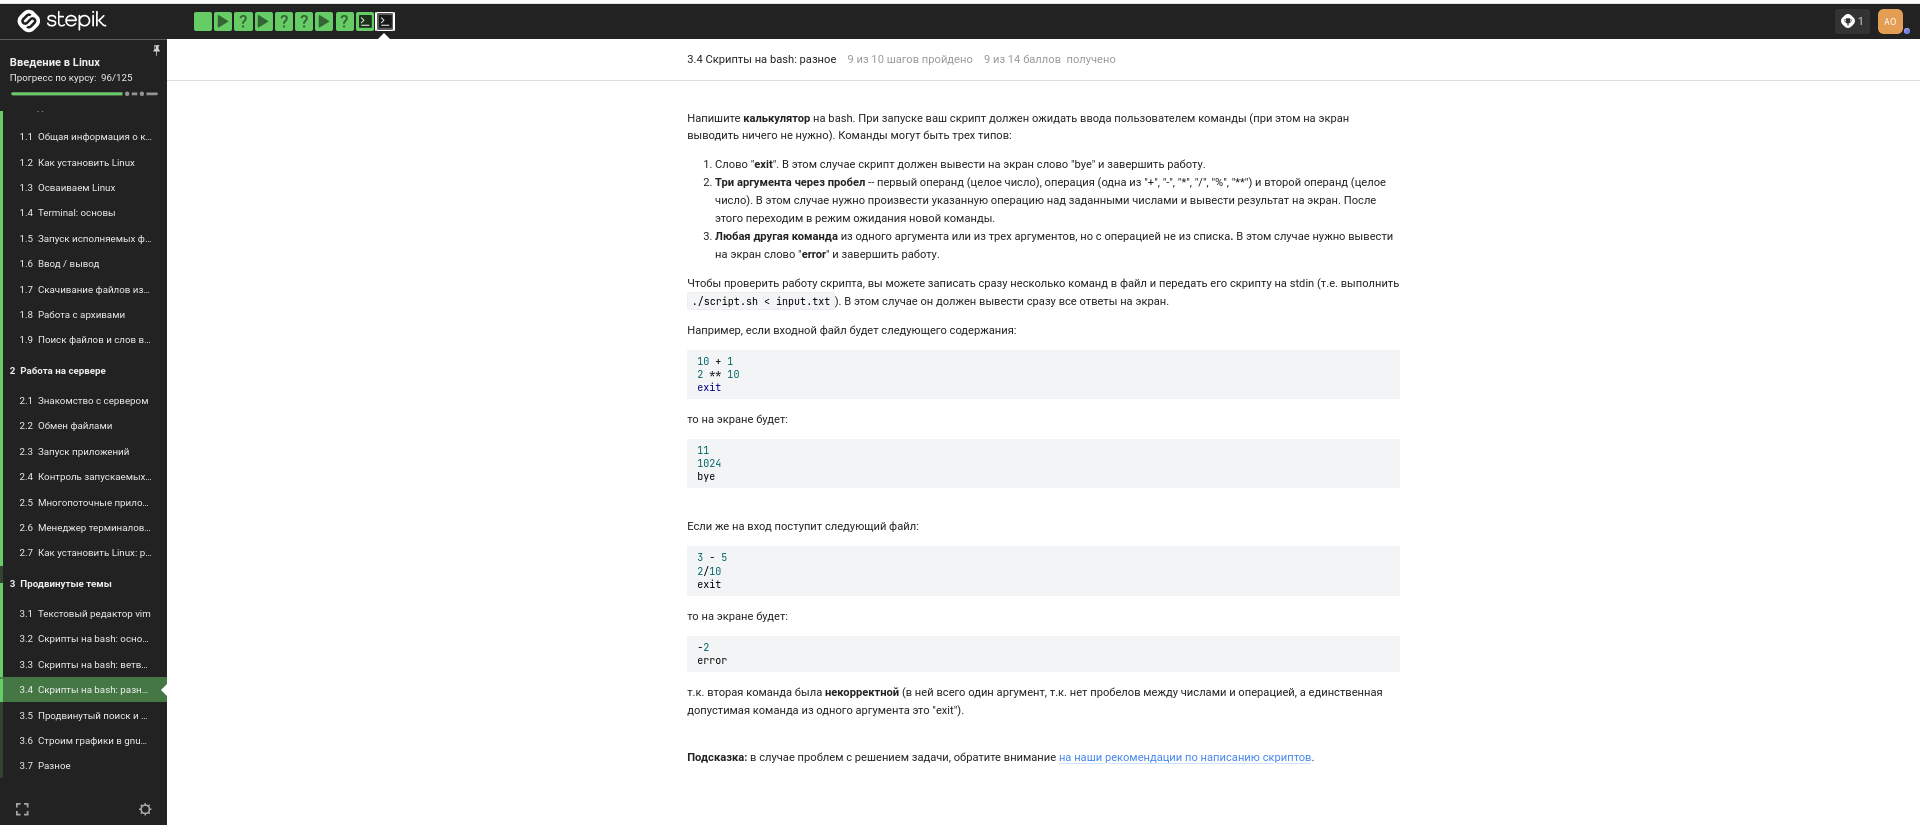 stepik
1
AO
Введение в Linux
Прогресс по курсу: 96/125
1.1 Общая информация о к...
1.2 Как установить Linux
1.3 Осваиваем Linux
1.4 Terminal: основы
1.5 Запуск исполняемых ф...
1.6 Ввод / вывод
1.7 Скачивание файлов из...
1.8 Работа с архивами
1.9 Поиск файлов и слов в...
2 Работа на сервере
2.1 Знакомство с сервером
2.2 Обмен файлами
2.3 Запуск приложений
2.4 Контроль запускаемых...
2.5 Многопоточные прило...
2.6 Менеджер терминалов...
2.7 Как установить Linux: р...
3 Продвинутые темы
3.1 Текстовый редактор vim
3.2 Скрипты на bash: осно...
3.3 Скрипты на bash: ветв...
3.4 Скрипты на bash: разн...
3.5 Продвинутый поиск и ...
3.6 Строим графики в gnu...
3.7 Разное
3.4 Скрипты на bash: разное 9 из 10 шагов пройдено 9 из 14 баллов получено
Напишите калькулятор на bash. При запуске ваш скрипт должен ожидать ввода пользователем команды (при этом на экран
выводить ничего не нужно). Команды могут быть трех типов:
1. Слово "exit". В этом случае скрипт должен вывести на экран слово "bye" и завершить работу.
2. Три аргумента через пробел -- первый операнд (целое число), операция (одна из "+", "-", "*", "/", "%", "**") и второй операнд (целое
число). В этом случае нужно произвести указанную операцию над заданными числами и вывести результат на экран. После
этого переходим в режим ожидания новой команды.
3. Любая другая команда из одного аргумента или из трех аргументов, но с операцией не из списка. В этом случае нужно вывести
на экран слово "error" и завершить работу.
Чтобы проверить работу скрипта, вы можете записать сразу несколько команд в файл и передать его скрипту на stdin (т.е. выполнить
./script.sh < input.txt ). В этом случае он должен вывести сразу все ответы на экран.
Например, если входной файл будет следующего содержания:
10 + 1
2 ** 10
exit
то на экране будет:
11
1024
bye
Если же на вход поступит следующий файл:
3 - 5
2/10
exit
то на экране будет:
-2
error
т.к. вторая команда была некорректной (в ней всего один аргумент, т.к. нет пробелов между числами и операцией, а единственная
допустимая команда из одного аргумента это "exit").
Подсказка: в случае проблем с решением задачи, обратите внимание на наши рекомендации по написанию скриптов.